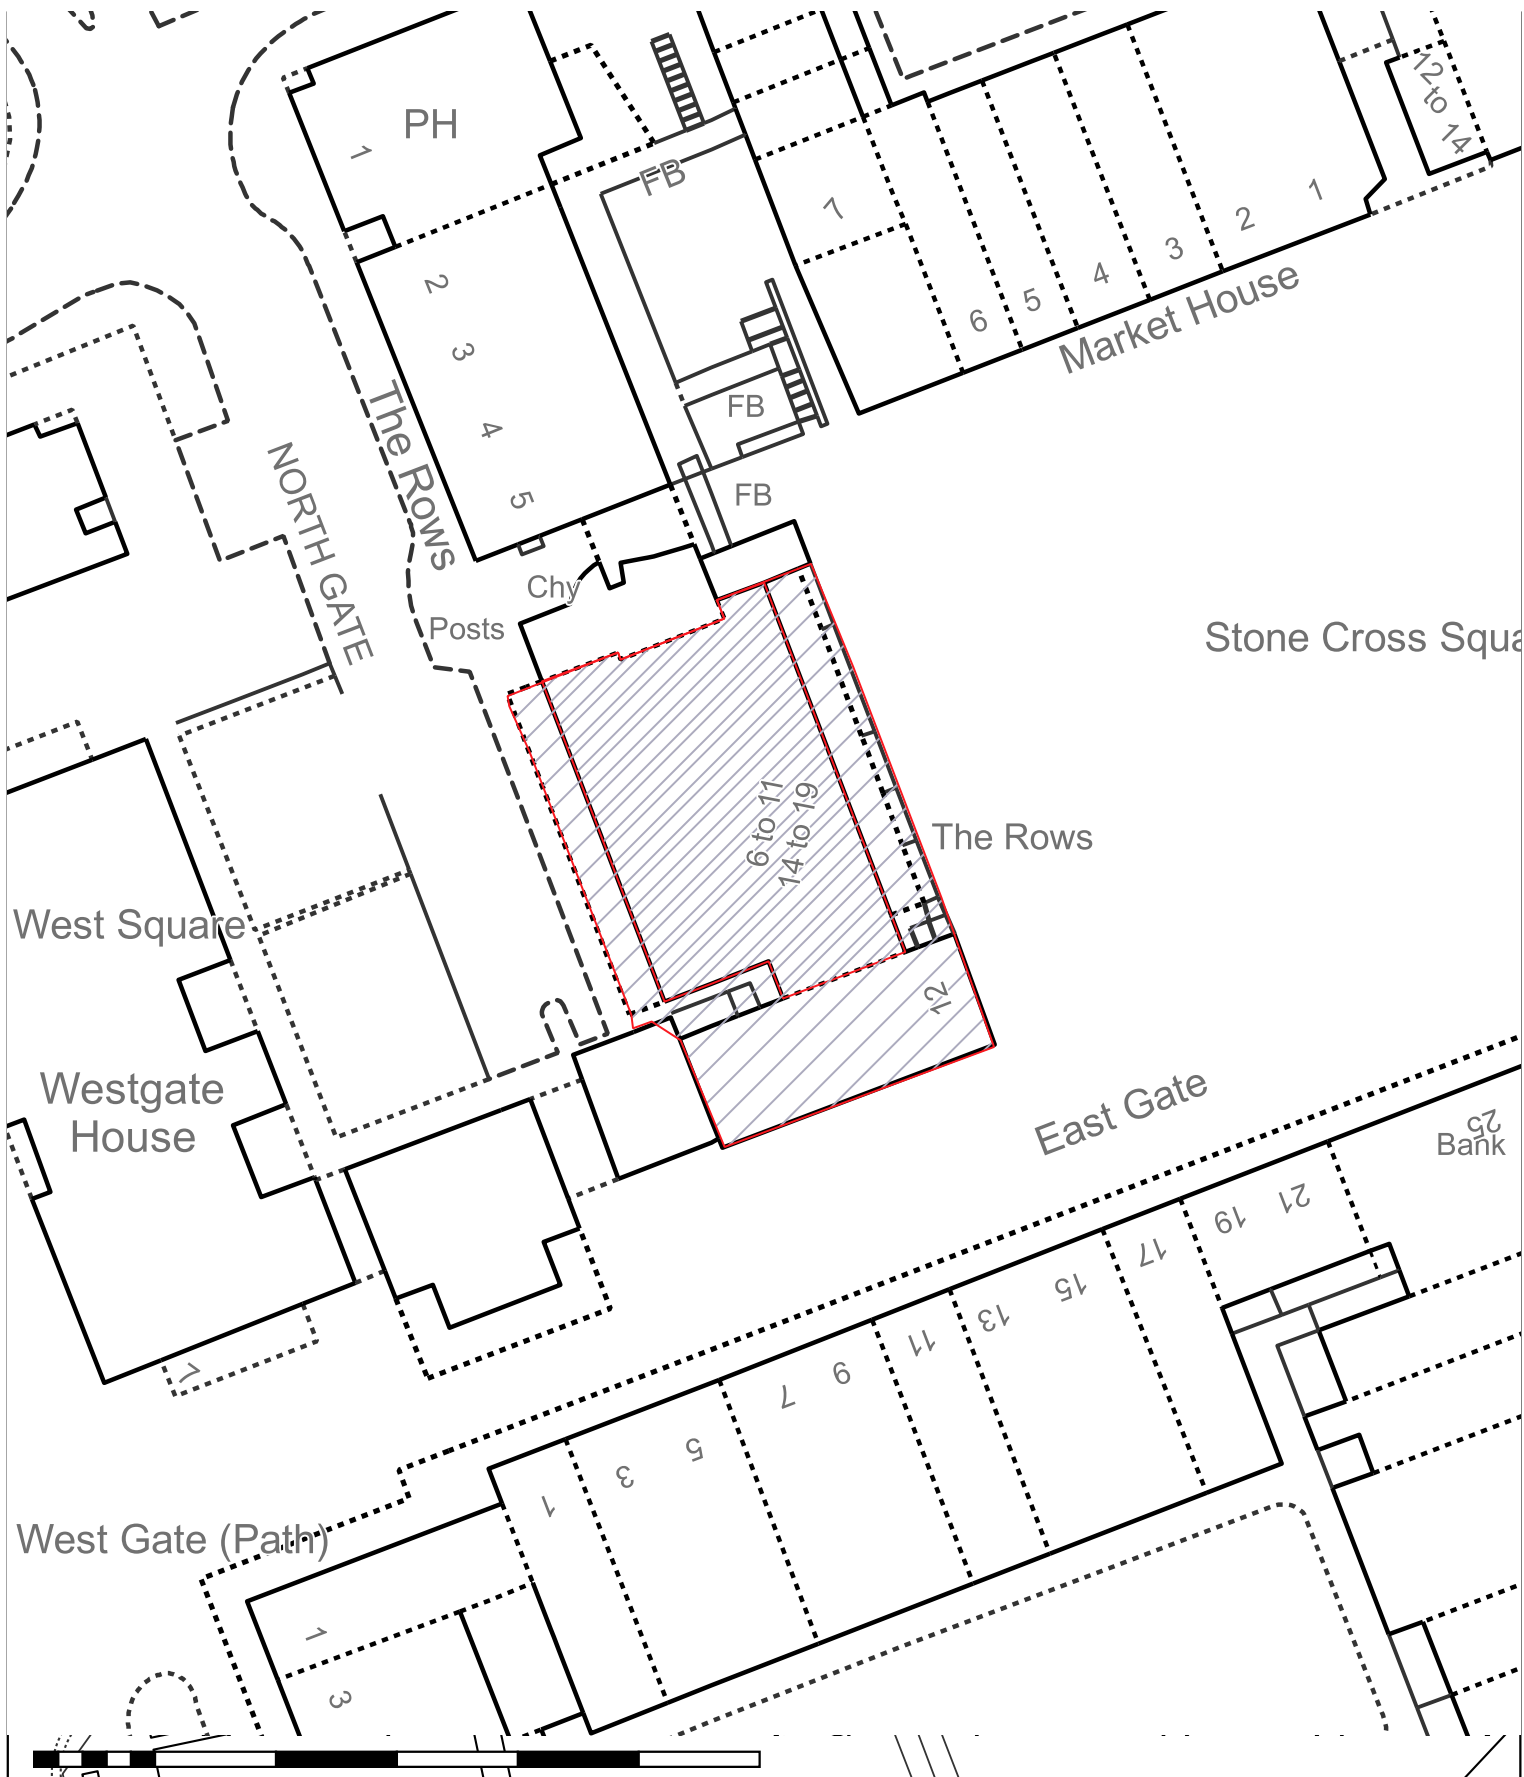 PH
1
FB
12 to 14
7
2
3
4
5
6
5
4
3
2
1
Market House
The Rows
NORTH GATE
FB
FB
Chy
Posts
Stone Cross Squa
6 to 11
14 to 19
The Rows
West Square
12
Westgate
House
East Gate
25
Bank
21
19
17
15
13
11
9
7
5
3
1
7
West Gate (Path)
1
3